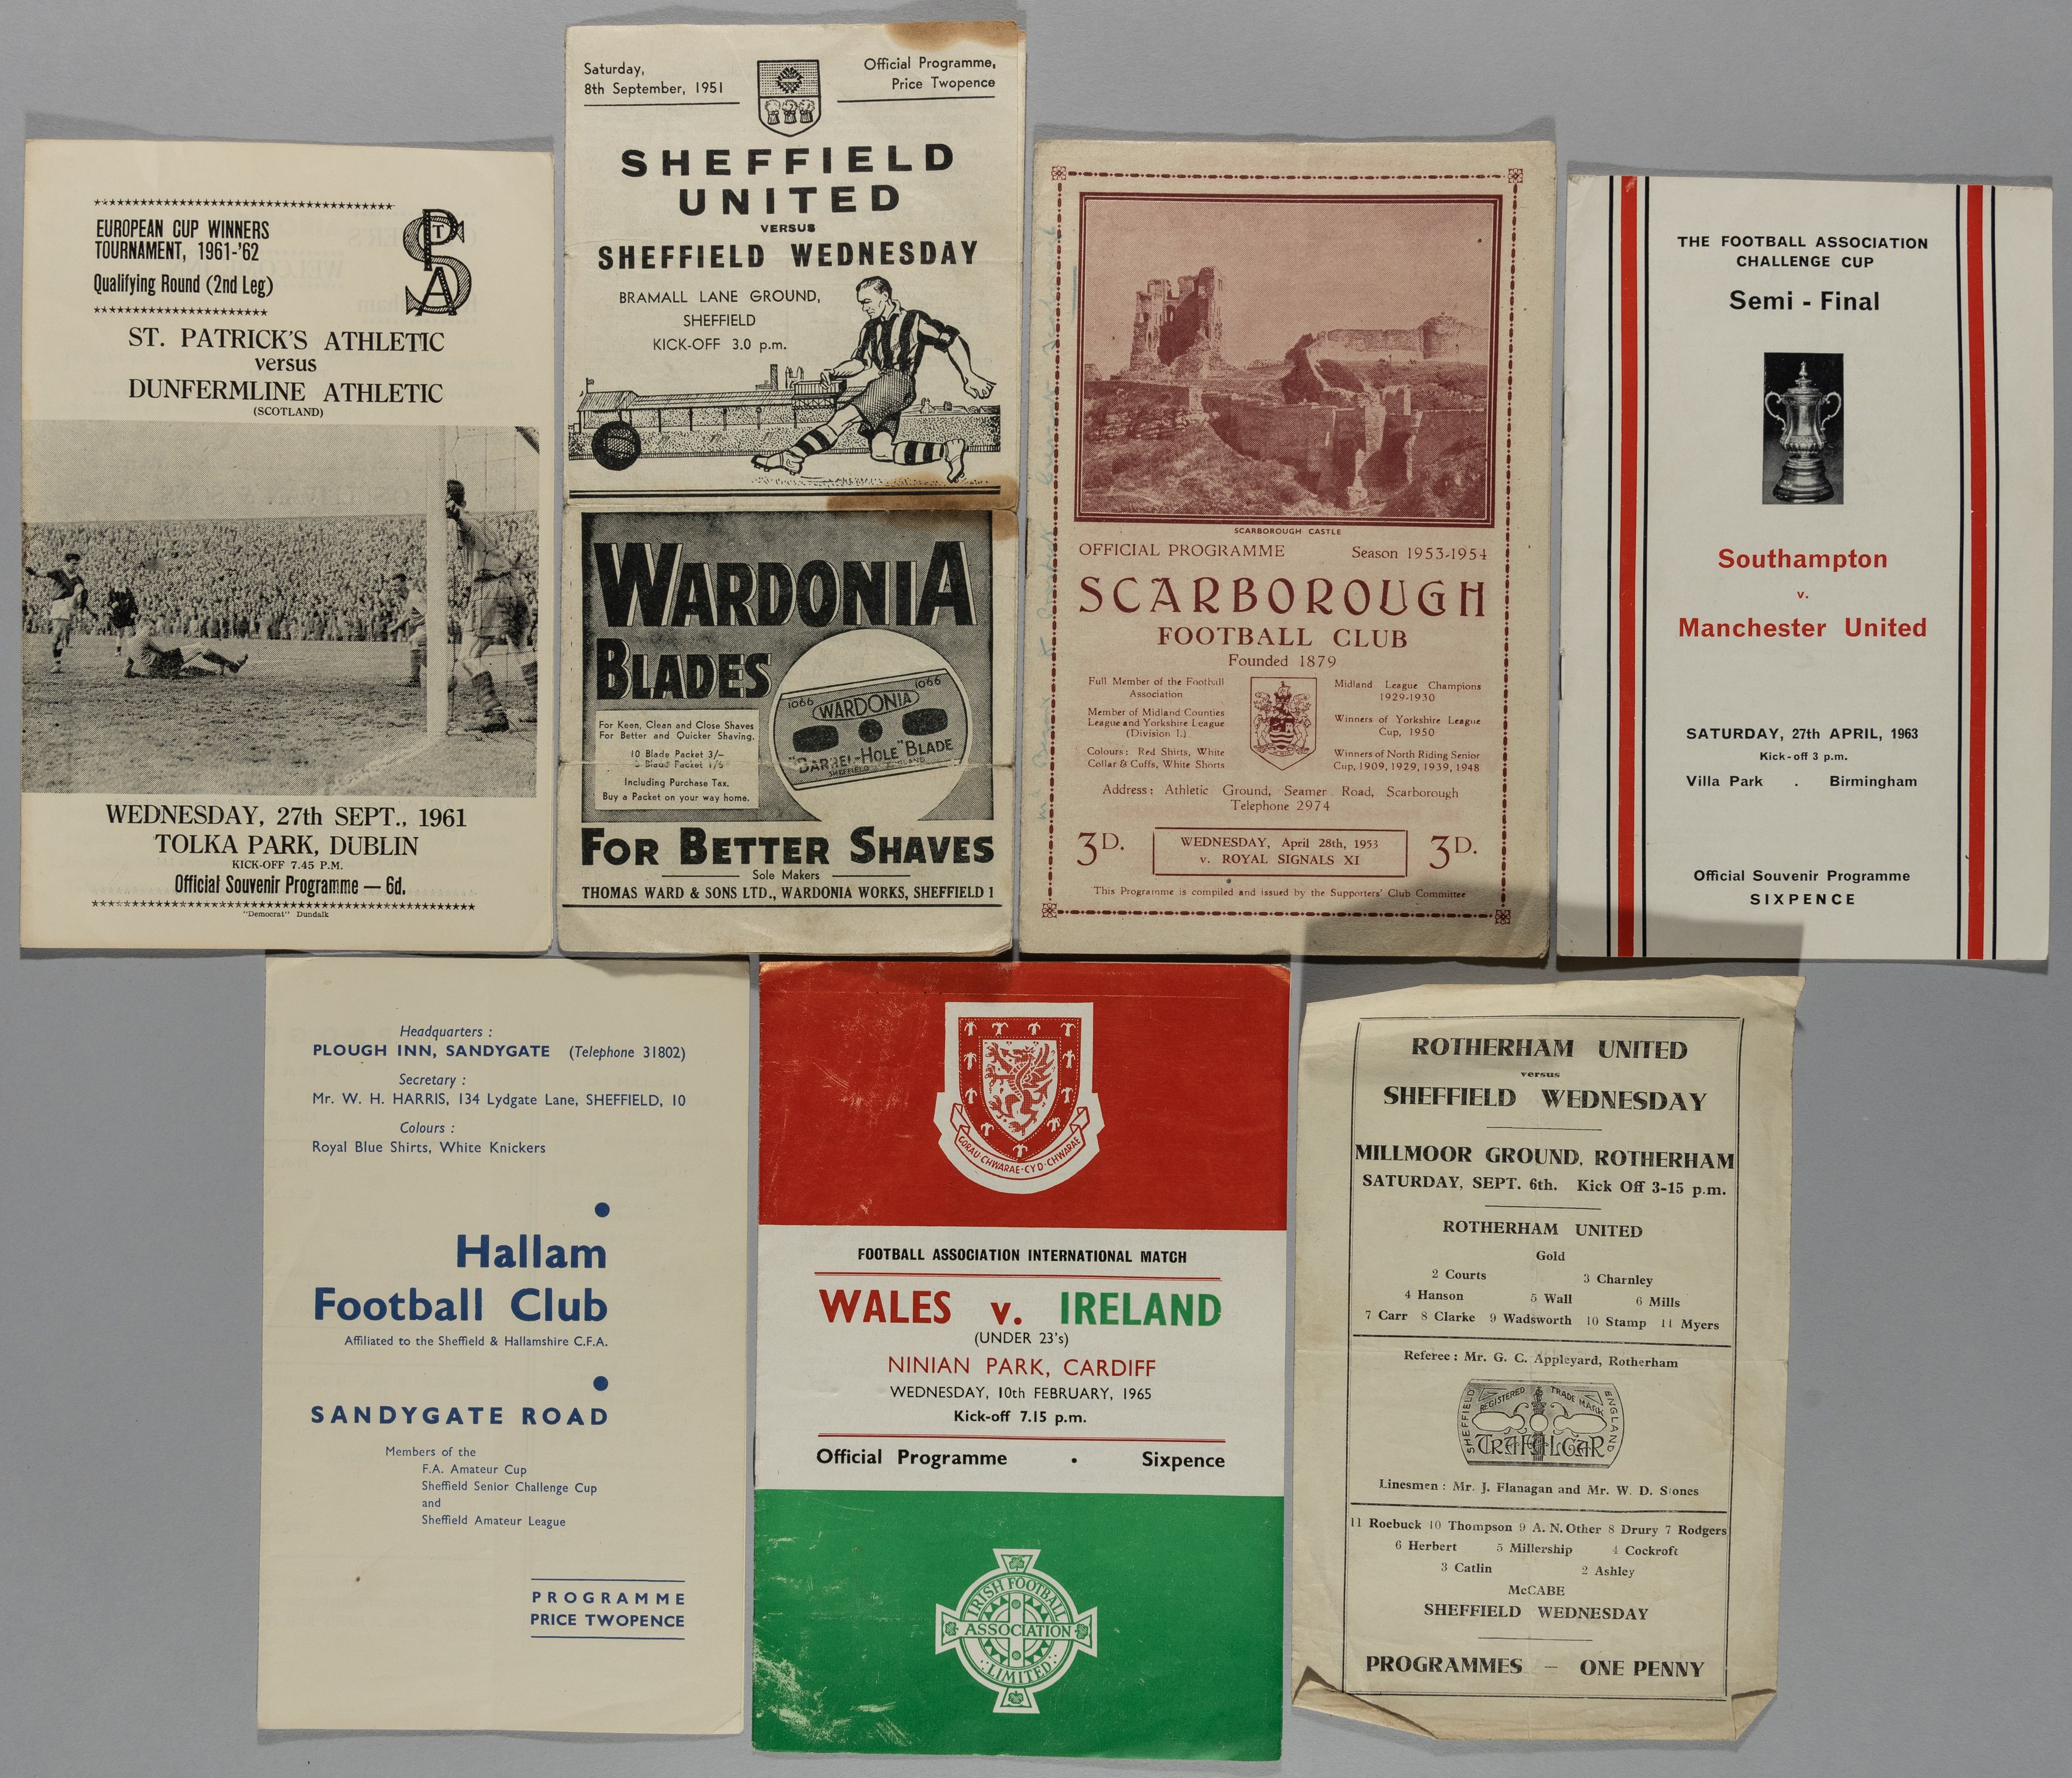 EUROPEAN CUP WINNERS
TOURNAMENT, 1961-'62
Qualifying Round (2nd Leg)
ST. PATRICK'S ATHLETIC
versus
DUNFERMLINE ATHLETIC
(SCOTLAND)
WEDNESDAY, 27th SEPT., 1961
TOLKA PARK, DUBLIN
KICK-OFF 7.45 P.M.
Official Souvenir Programme — 6d.
"Democrat" Dundalk
Saturday,
8th September, 1951
Official Programme,
Price Twopence
SHEFFIELD
UNITED
VERSUS
SHEFFIELD WEDNESDAY
BRAMALL LANE GROUND,
SHEFFIELD
KICK-OFF 3.0 p.m.
WARDONIA
BLADES
For Keen, Clean and Close Shaves
For Better and Quicker Shaving.
10 Blade Packet 3/-
5 Blade Packet 1/6
Including Purchase Tax.
Buy a Packet on your way home.
1066 1066
WARDONIA
"BARREL-HOLE" BLADE
SHEFFIELD ENGLAND
FOR BETTER SHAVES
Sole Makers
THOMAS WARD & SONS LTD., WARDONIA WORKS, SHEFFIELD 1
SCARBOROUGH CASTLE
OFFICIAL PROGRAMME Season 1953-1954
SCARBOROUGH
FOOTBALL CLUB
Founded 1879
Full Member of the Football
Association
Member of Midland Counties
League and Yorkshire League
(Division 1.)
Colours: Red Shirts, White
Collar & Cuffs, White Shorts
Midland League Champions
1929-1930
Winners of Yorkshire League
Cup, 1950
Winners of North Riding Senior
Cup, 1909, 1929, 1939, 1948
Address: Athletic Ground, Seamer Road, Scarborough
Telephone 2974
3D.
WEDNESDAY, April 28th, 1953
v. ROYAL SIGNALS XI
3D.
This Programme is compiled and issued by the Supporters' Club Committee
THE FOOTBALL ASSOCIATION
CHALLENGE CUP
Semi - Final
Southampton
v.
Manchester United
SATURDAY, 27th APRIL, 1963
Kick-off 3 p.m.
Villa Park . Birmingham
Official Souvenir Programme
SIXPENCE
Headquarters :
PLOUGH INN, SANDYGATE (Telephone 31802)
Secretary :
Mr. W. H. HARRIS, 134 Lydgate Lane, SHEFFIELD, 10
Colours :
Royal Blue Shirts, White Knickers
Hallam
Football Club
Affiliated to the Sheffield & Hallamshire C.F.A.
SANDYGATE ROAD
Members of the
F.A. Amateur Cup
Sheffield Senior Challenge Cup
and
Sheffield Amateur League
PROGRAMME
PRICE TWOPENCE
GORAU·CHWARAE·CYD·CHWARAE
FOOTBALL ASSOCIATION INTERNATIONAL MATCH
WALES v. IRELAND
(UNDER 23's)
NINIAN PARK, CARDIFF
WEDNESDAY, 10th FEBRUARY, 1965
Kick-off 7.15 p.m.
Official Programme • Sixpence
IRISH FOOTBALL
ASSOCIATION
LIMITED
ROTHERHAM UNITED
versus
SHEFFIELD WEDNESDAY
MILLMOOR GROUND, ROTHERHAM
SATURDAY, SEPT. 6th. Kick Off 3-15 p.m.
ROTHERHAM UNITED
Gold
2 Courts 3 Charnley
4 Hanson 5 Wall 6 Mills
7 Carr 8 Clarke 9 Wadsworth 10 Stamp 11 Myers
Referee : Mr. G. C. Appleyard, Rotherham
SHEFFIELD REGISTERED TRADE MARK ENGLAND
TRAFALGAR
Linesmen : Mr. J. Flanagan and Mr. W. D. Stones
11 Roebuck 10 Thompson 9 A. N. Other 8 Drury 7 Rodgers
6 Herbert 5 Millership 4 Cockroft
3 Catlin 2 Ashley
McCABE
SHEFFIELD WEDNESDAY
PROGRAMMES — ONE PENNY